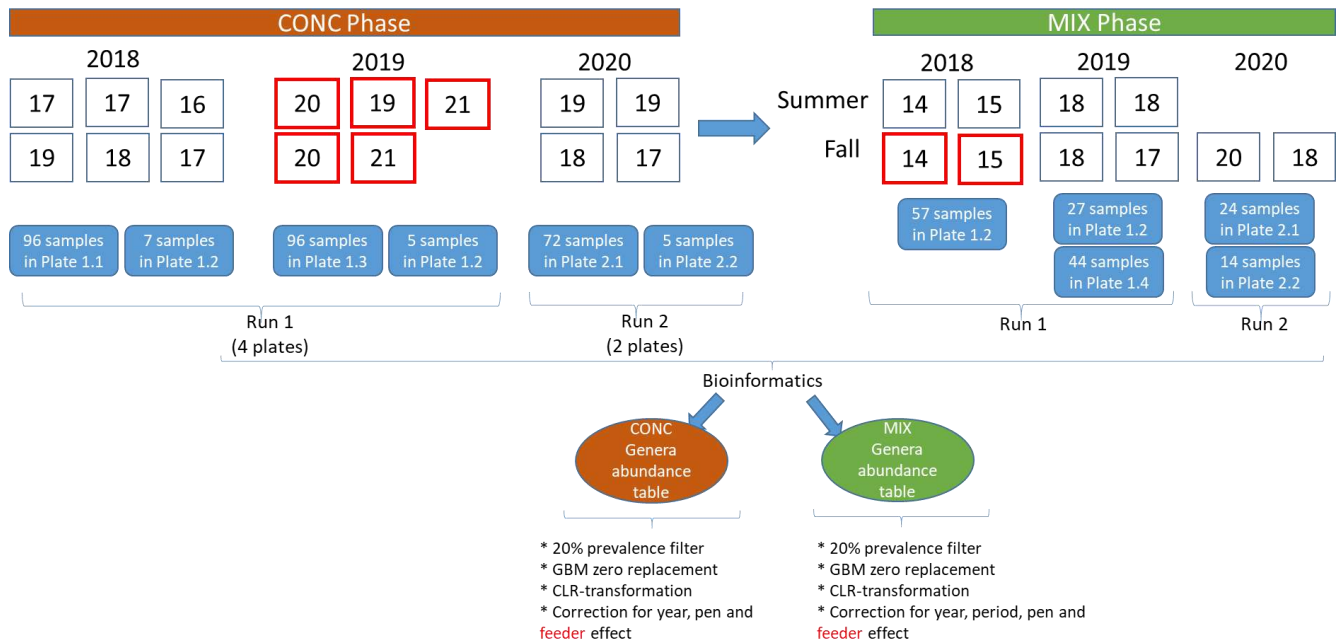 CONC Phase
2018
2019
2020
17 17 16
20 19 21
19 19
19 18 17
20 21
18 17
96 samples
in Plate 1.1
7 samples
in Plate 1.2
96 samples
in Plate 1.3
5 samples
in Plate 1.2
72 samples
in Plate 2.1
5 samples
in Plate 2.2
Run 1
(4 plates)
Run 2
(2 plates)
MIX Phase
2018
2019
2020
Summer
14 15
18 18
Fall
14 15
18 17
20 18
57 samples
in Plate 1.2
27 samples
in Plate 1.2
44 samples
in Plate 1.4
24 samples
in Plate 2.1
14 samples
in Plate 2.2
Run 1
Run 2
Bioinformatics
CONC
Genera
abundance
table
MIX
Genera
abundance
table
* 20% prevalence filter
* GBM zero replacement
* CLR-transformation
* Correction for year, pen and
feeder effect
* 20% prevalence filter
* GBM zero replacement
* CLR-transformation
* Correction for year, period, pen and
feeder effect